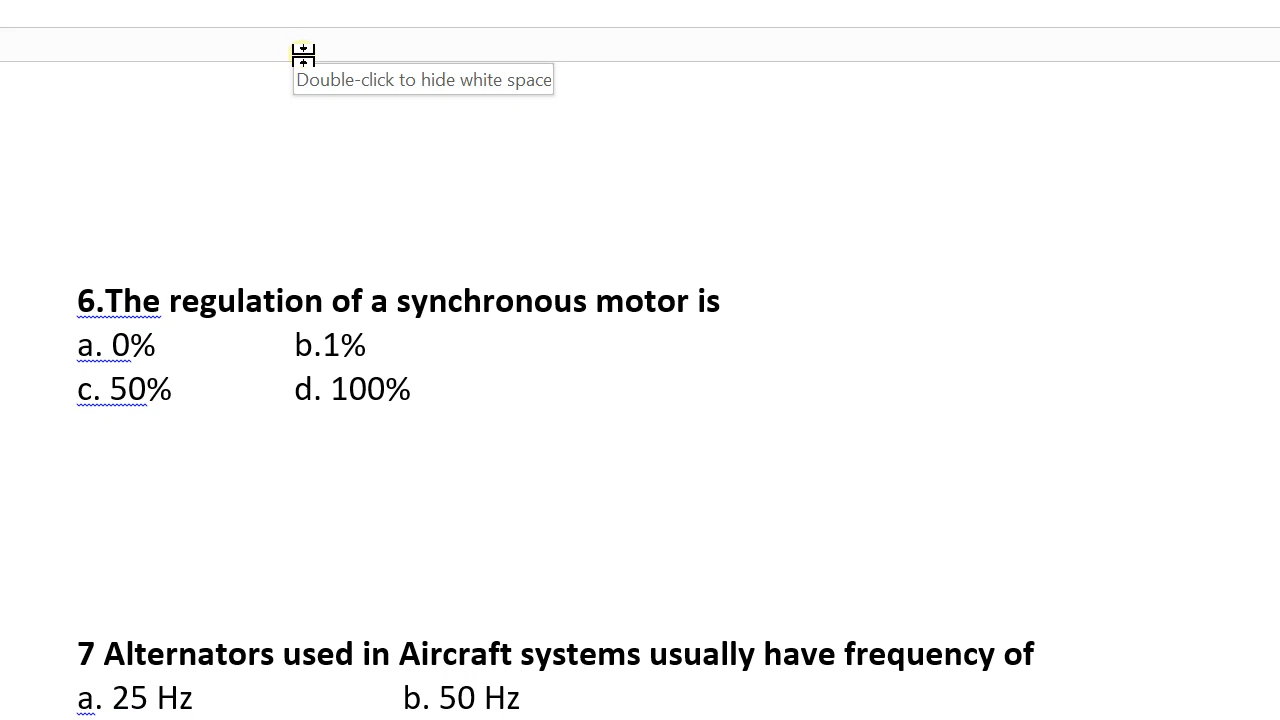 Double-click to hide white space
6.The regulation of a synchronous motor is
a. 0% b.1%
c. 50% d. 100%
7 Alternators used in Aircraft systems usually have frequency of
a. 25 Hz b. 50 Hz